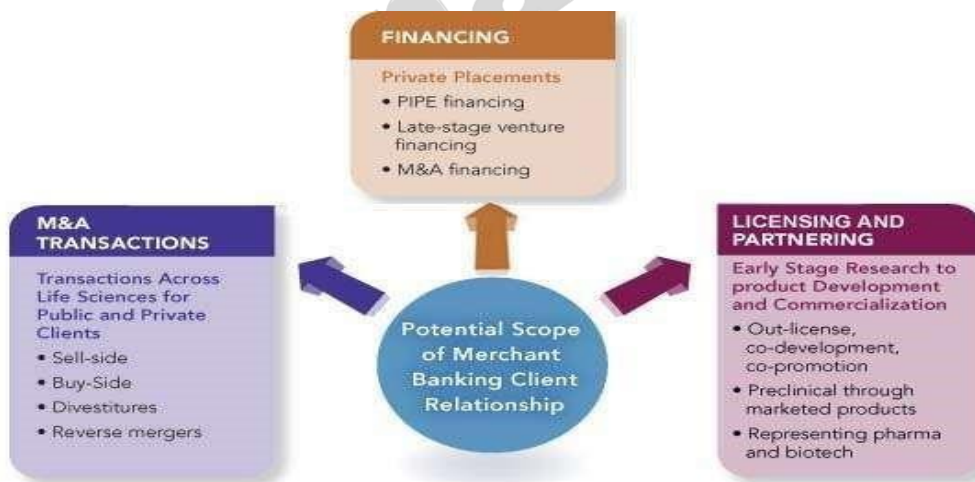 FINANCING
Private Placements
• PIPE financing
• Late-stage venture
financing
• M&A financing
M&A
TRANSACTIONS
Transactions Across
Life Sciences for
Public and Private
Clients
• Sell-side
• Buy-Side
• Divestitures
• Reverse mergers
Potential Scope
of Merchant
Banking Client
Relationship
LICENSING AND
PARTNERING
Early Stage Research to
product Development
and Commercialization
• Out-license,
co-development,
co-promotion
• Preclinical through
marketed products
• Representing pharma
and biotech